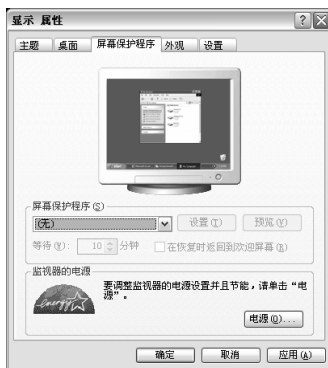 显示 属性
主题 桌面 屏幕保护程序 外观 设置
屏幕保护程序(S)
(无) 设置(T) 预览(V)
等待(W): 10 分钟 在恢复时返回到欢迎屏幕(R)
监视器的电源
要调整监视器的电源设置并且节能，请单击“电
源”。
energy
电源(O)...
确定 取消 应用(A)